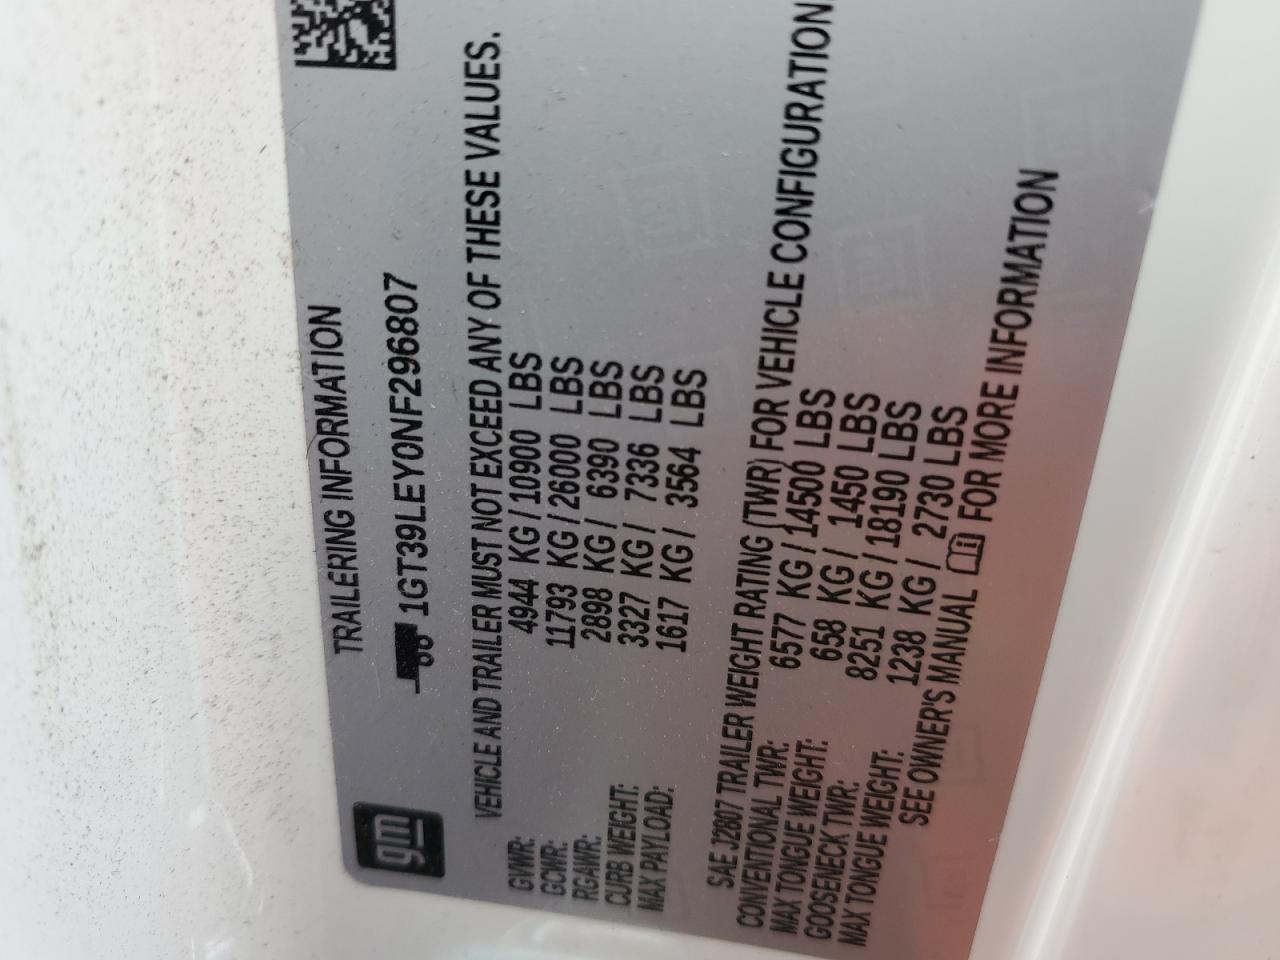 gm
TRAILERING INFORMATION
1GT39LEY0NF296807
VEHICLE AND TRAILER MUST NOT EXCEED ANY OF THESE VALUES.
GVWR: 4944 KG / 10900 LBS
GCWR: 11793 KG / 26000 LBS
RGAWR: 2898 KG / 6390 LBS
CURB WEIGHT: 3327 KG / 7336 LBS
MAX PAYLOAD: 1617 KG / 3564 LBS
SAE J2807 TRAILER WEIGHT RATING (TWR) FOR VEHICLE CONFIGURATION.
CONVENTIONAL TWR: 6577 KG / 14500 LBS
MAX TONGUE WEIGHT: 658 KG / 1450 LBS
GOOSENECK TWR: 8251 KG / 18190 LBS
MAX TONGUE WEIGHT: 1238 KG / 2730 LBS
SEE OWNER'S MANUAL FOR MORE INFORMATION